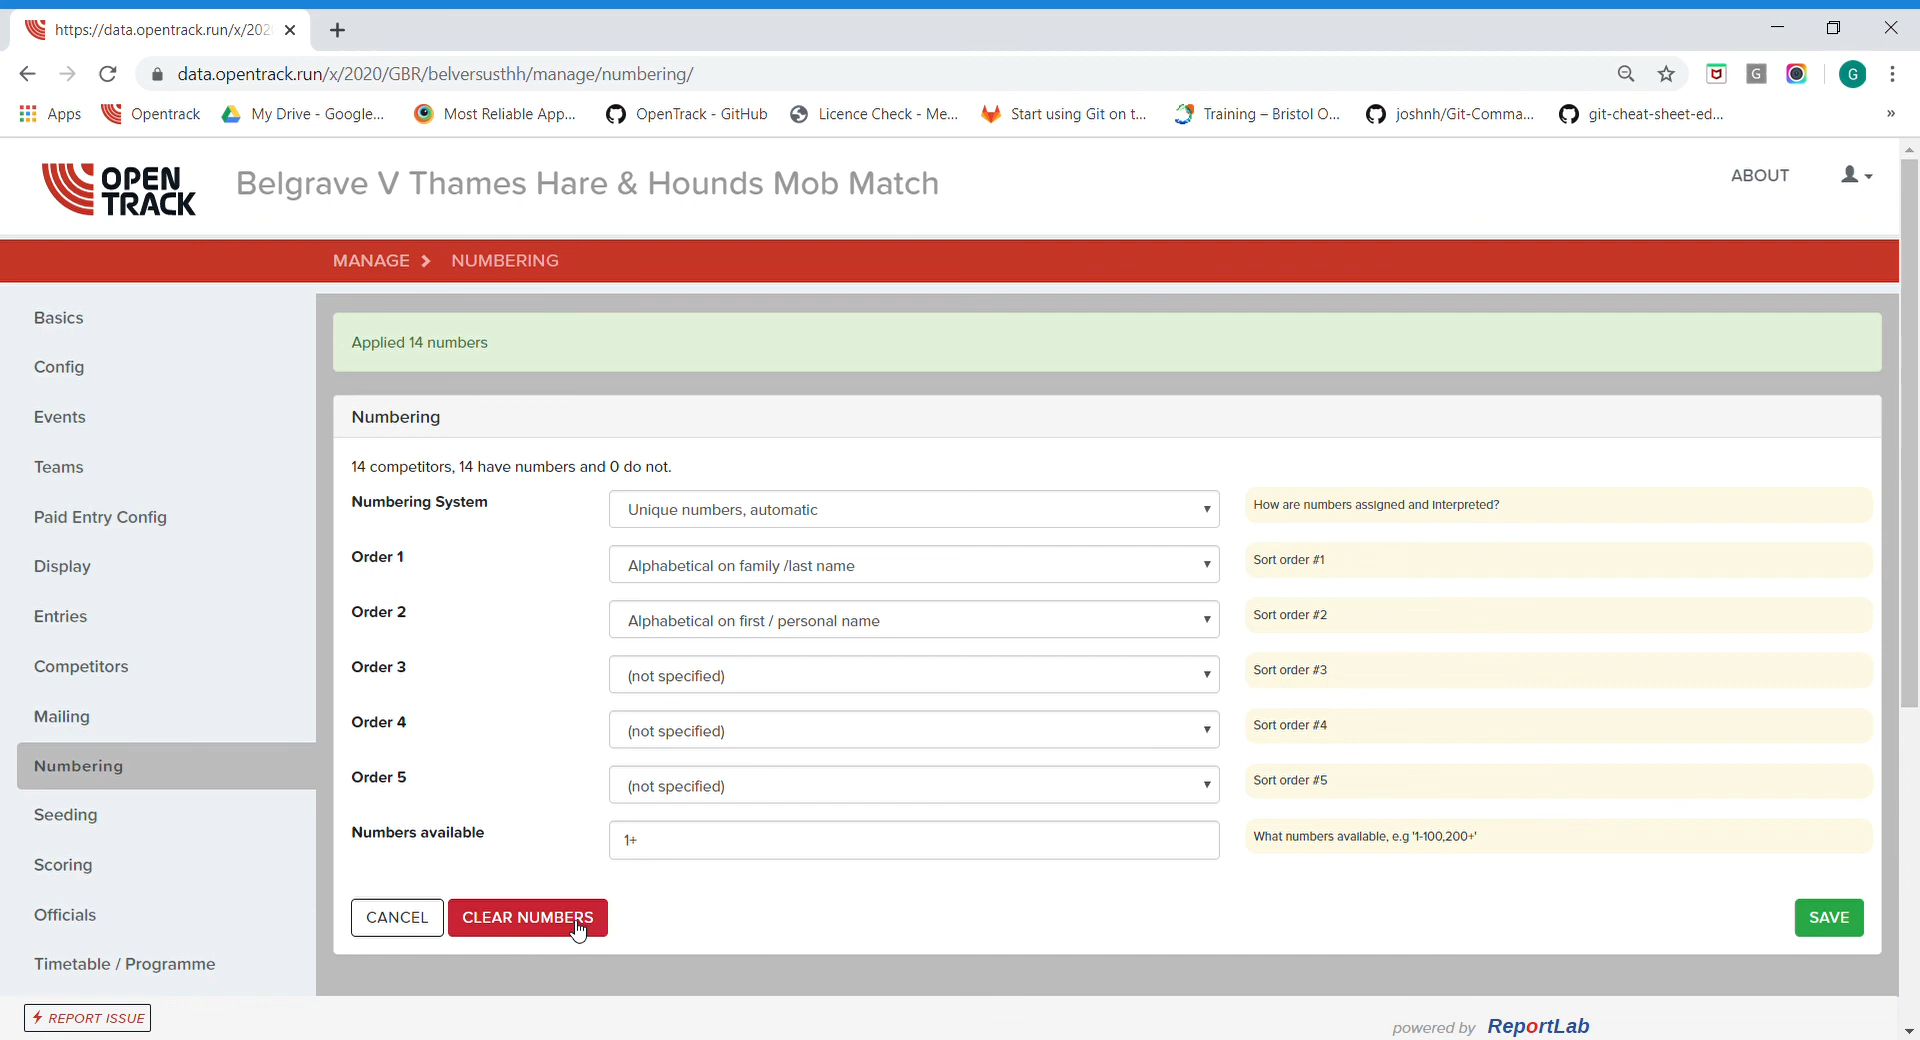 https://data.opentrack.run/x/202
data.opentrack.run/x/2020/GBR/belversusthh/manage/numbering/
G
G
Apps
Opentrack
My Drive - Google...
Most Reliable App...
OpenTrack - GitHub
Licence Check - Me...
Start using Git on t...
Training – Bristol O...
joshnh/Git-Comma...
git-cheat-sheet-ed...
»
OPEN
TRACK
Belgrave V Thames Hare & Hounds Mob Match
ABOUT
MANAGE
NUMBERING
Basics
Config
Events
Teams
Paid Entry Config
Display
Entries
Competitors
Mailing
Numbering
Seeding
Scoring
Officials
Timetable / Programme
Applied 14 numbers
Numbering
14 competitors, 14 have numbers and 0 do not.
Numbering System
Unique numbers, automatic
How are numbers assigned and interpreted?
Order 1
Alphabetical on family /last name
Sort order #1
Order 2
Alphabetical on first / personal name
Sort order #2
Order 3
(not specified)
Sort order #3
Order 4
(not specified)
Sort order #4
Order 5
(not specified)
Sort order #5
Numbers available
1+
What numbers available, e.g '1-100,200+'
CANCEL
CLEAR NUMBERS
SAVE
REPORT ISSUE
powered by ReportLab